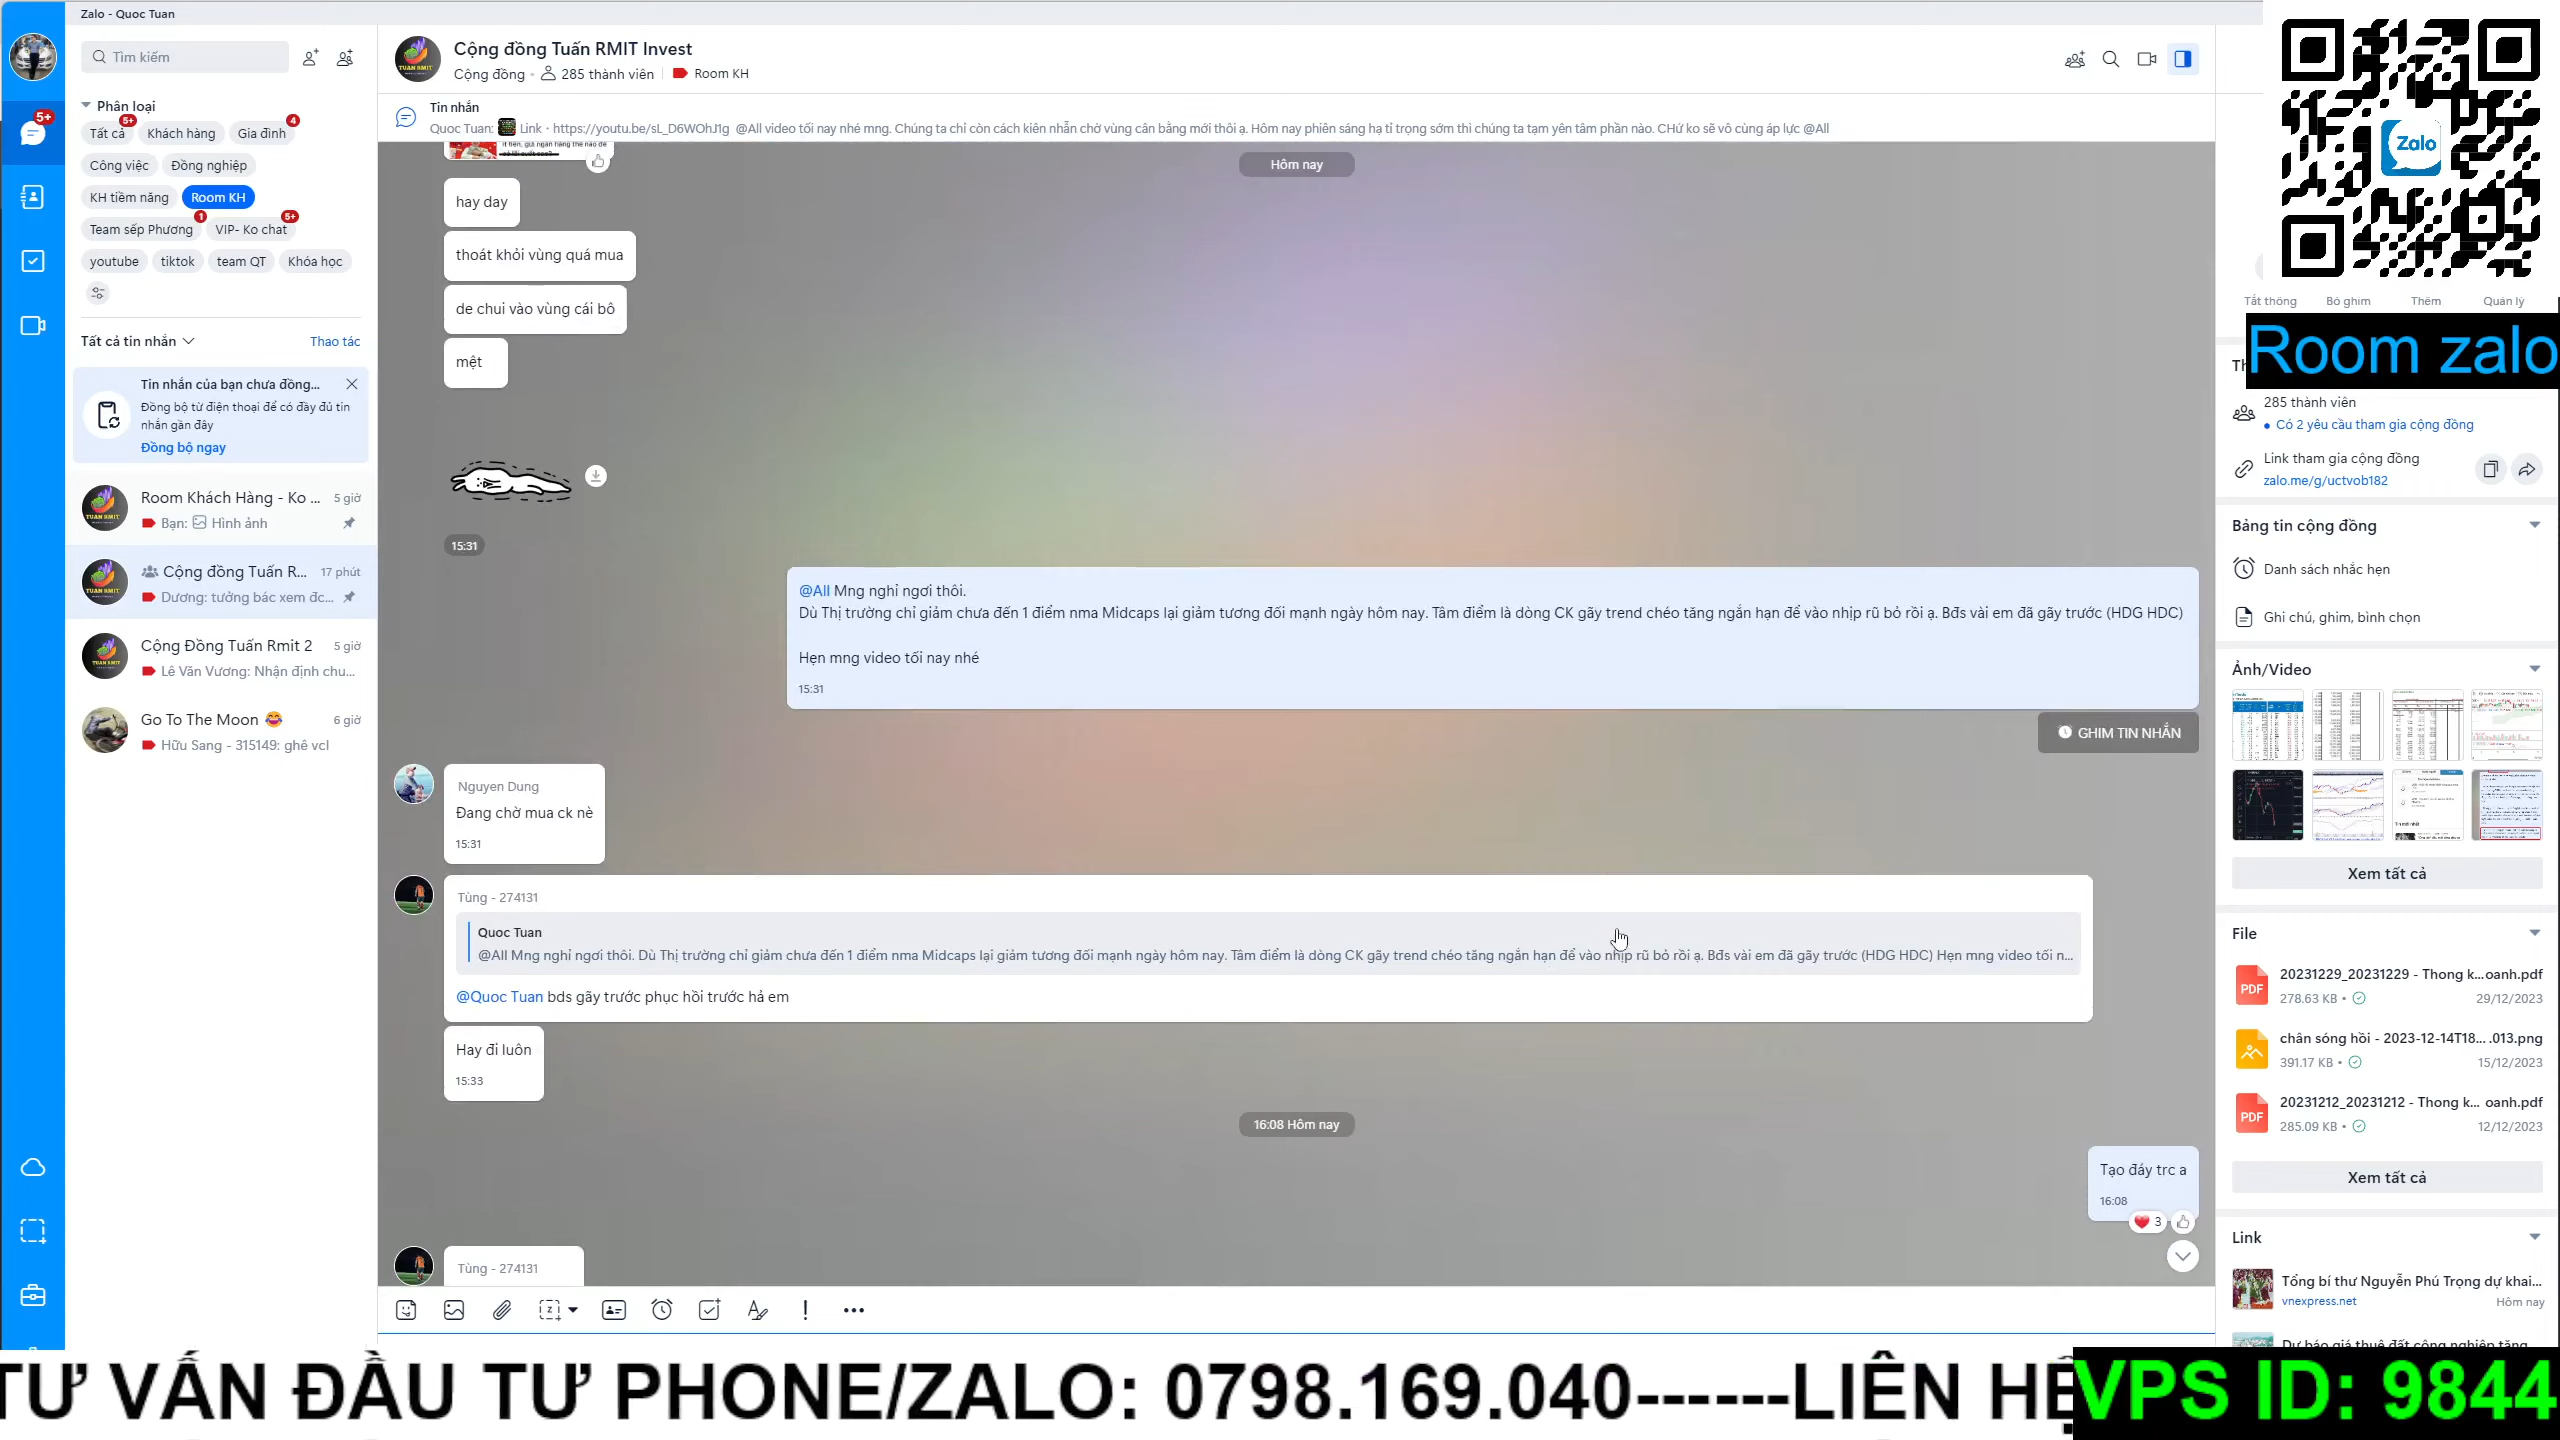 Zalo - Quoc Tuan
Tìm kiếm
Phân loại
Tất cả 5+ Khách hàng Gia đình 4
Công việc Đồng nghiệp
KH tiềm năng Room KH
Team sếp Phương 1 VIP- Ko chat 5+
youtube tiktok team QT Khóa học
5+
Tất cả tin nhắn Thao tác
Tin nhắn của bạn chưa đồng...
Đồng bộ từ điện thoại để có đầy đủ tin
nhắn gần đây
Đồng bộ ngay
Room Khách Hàng - Ko ... 5 giờ
Bạn: Hình ảnh
Cộng đồng Tuấn R... 17 phút
Dương: tưởng bác xem đc...
Cộng Đồng Tuấn Rmit 2 5 giờ
Lê Văn Vương: Nhận định chu...
Go To The Moon 😂 6 giờ
Hữu Sang - 315149: ghê vcl
Cộng đồng Tuấn RMIT Invest
Cộng đồng • 285 thành viên Room KH
Tin nhắn
Quoc Tuan: Link • https://youtu.be/sL_D6WOhJ1g @All video tối nay nhé mng. Chúng ta chỉ còn cách kiên nhẫn chờ vùng cân bằng mới thôi ạ. Hôm nay phiên sáng hạ tỉ trọng sớm thì chúng ta tạm yên tâm phần nào. CHứ ko sẽ vô cùng áp lực @All
Hôm nay
hay day
thoát khỏi vùng quá mua
de chui vào vùng cái bô
mệt
15:31
@All Mng nghỉ ngơi thôi.
Dù Thị trường chỉ giảm chưa đến 1 điểm nma Midcaps lại giảm tương đối mạnh ngày hôm nay. Tâm điểm là dòng CK gãy trend chéo tăng ngắn hạn để vào nhịp rũ bỏ rồi ạ. Bđs vài em đã gãy trước (HDG HDC)
Hẹn mng video tối nay nhé
15:31
GHIM TIN NHẮN
Nguyen Dung
Đang chờ mua ck nè
15:31
Tùng - 274131
Quoc Tuan
@All Mng nghỉ ngơi thôi. Dù Thị trường chỉ giảm chưa đến 1 điểm nma Midcaps lại giảm tương đối mạnh ngày hôm nay. Tâm điểm là dòng CK gãy trend chéo tăng ngắn hạn để vào nhịp rũ bỏ rồi ạ. Bđs vài em đã gãy trước (HDG HDC) Hẹn mng video tối n...
@Quoc Tuan bds gãy trước phục hồi trước hả em
Hay đi luôn
15:33
16:08 Hôm nay
Tạo đáy trc a
16:08
3
Tùng - 274131
Zalo
Tắt thông Bỏ ghim Thêm Quản lý
Room zalo
285 thành viên
Có 2 yêu cầu tham gia cộng đồng
Link tham gia cộng đồng
zalo.me/g/uctvob182
Bảng tin cộng đồng
Danh sách nhắc hẹn
Ghi chú, ghim, bình chọn
Ảnh/Video
Xem tất cả
File
20231229_20231229 - Thong k...oanh.pdf
PDF 278.63 KB • 29/12/2023
chân sóng hồi - 2023-12-14T18... .013.png
391.17 KB • 15/12/2023
20231212_20231212 - Thong k... oanh.pdf
PDF 285.09 KB • 12/12/2023
Xem tất cả
Link
Tổng bí thư Nguyễn Phú Trọng dự khai...
vnexpress.net Hôm nay
Dự báo giá thuê đất công nghiệp tăng
TƯ VẤN ĐẦU TƯ PHONE/ZALO: 0798.169.040------LIÊN HỆ
VPS ID: 9844